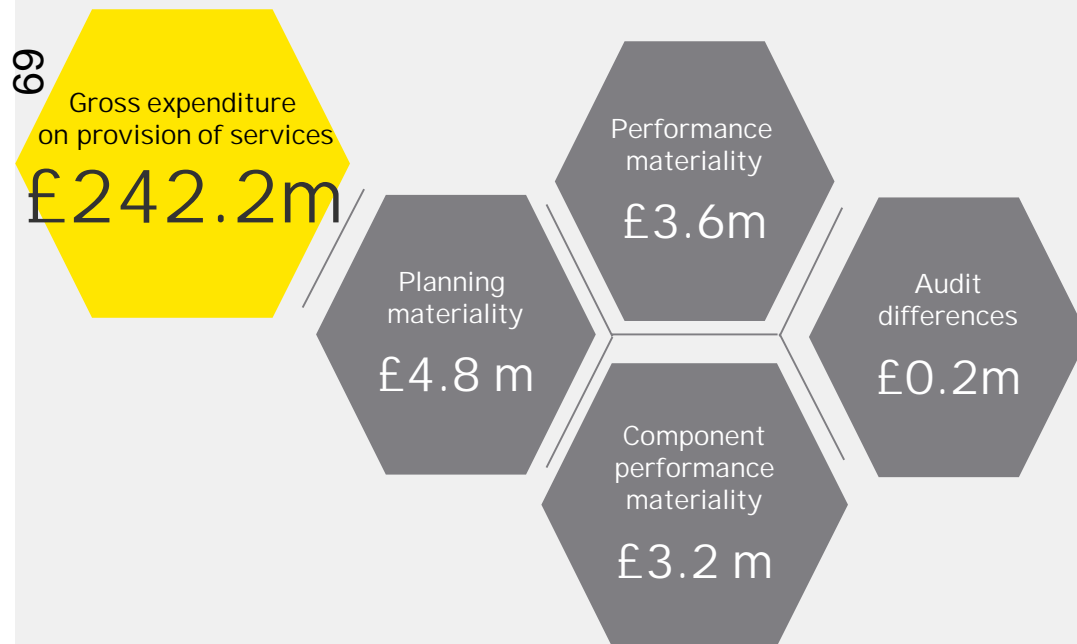 69
Gross expenditure
on provision of services
£242.2m
Planning
materiality
£4.8 m
Performance
materiality
£3.6m
Component
performance
materiality
£3.2 m
Audit
differences
£0.2m